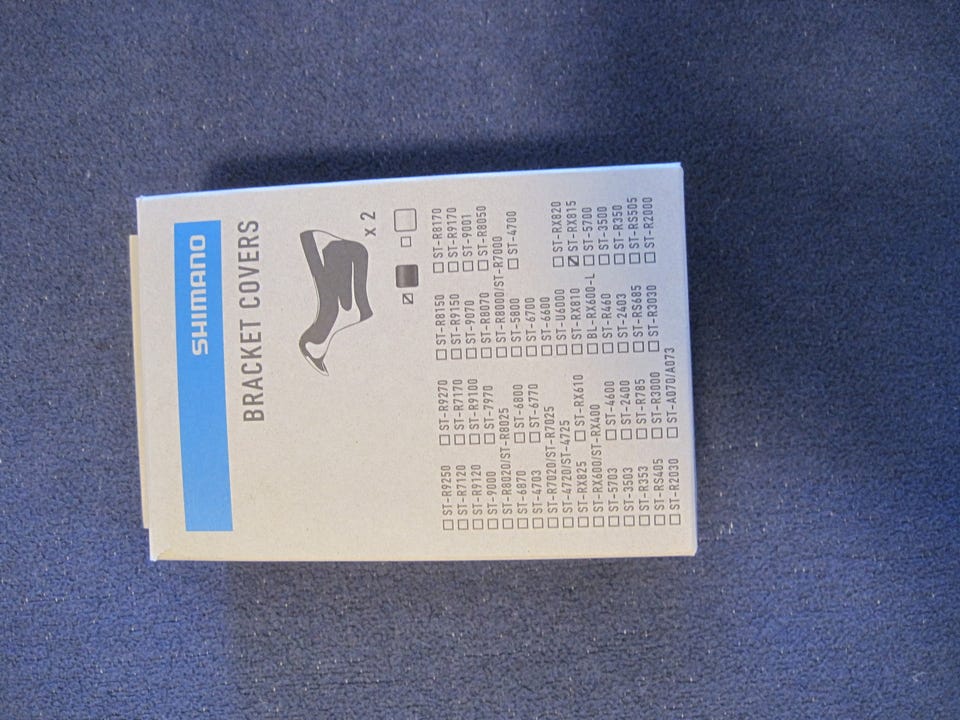 SHIMANO
BRACKET COVERS
x 2
☐ ST-R9250 ☐ ST-R9270 ☐ ST-R8150 ☐ ST-R8170
☐ ST-R7120 ☐ ST-R7170 ☐ ST-R9150 ☐ ST-R9170
☐ ST-R9120 ☐ ST-R9100 ☐ ST-9070 ☐ ST-9001
☐ ST-9000 ☐ ST-7970 ☐ ST-R8070 ☐ ST-R8050
☐ ST-R8020/ST-R8025 ☐ ST-R8000/ST-R7000
☐ ST-6870 ☐ ST-6800 ☐ ST-5800 ☐ ST-4700
☐ ST-4703 ☐ ST-6770 ☐ ST-6700
☐ ST-R7020/ST-R7025 ☐ ST-6600
☐ ST-4720/ST-4725 ☐ ST-U6000 ☐ ST-RX820
☐ ST-RX825 ☐ ST-RX610 ☐ ST-RX810 ☑ ST-RX815
☐ ST-RX600/ST-RX400 ☐ BL-RX600-L ☐ ST-5700
☐ ST-5703 ☐ ST-4600 ☐ ST-R460 ☐ ST-3500
☐ ST-3503 ☐ ST-2400 ☐ ST-2403 ☐ ST-R350
☐ ST-R353 ☐ ST-R785 ☐ ST-RS685 ☐ ST-RS505
☐ ST-RS405 ☐ ST-R3000 ☐ ST-R3030 ☐ ST-R2000
☐ ST-R2030 ☐ ST-A070/A073